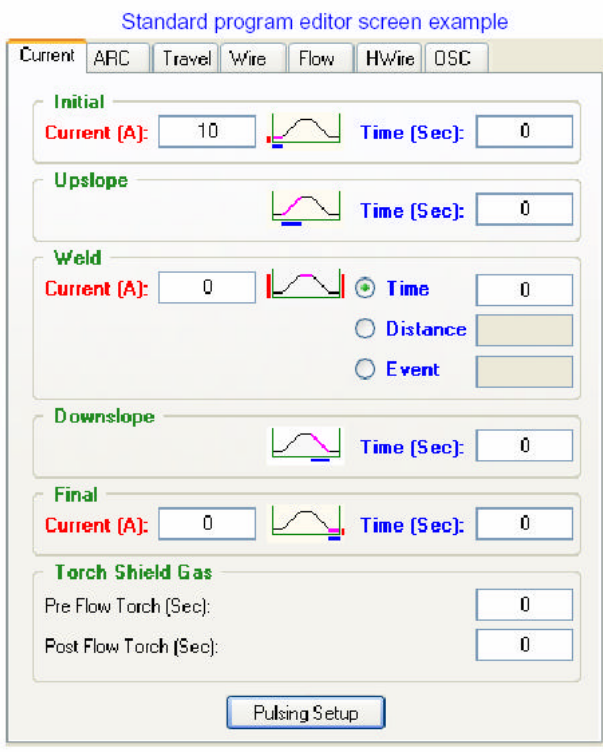 Standard program editor screen example
Current ARC Travel Wire Flow HWire OSC
Initial
Current (A): 10 Time (Sec): 0
Upslope
Time (Sec): 0
Weld
Current (A): 0 Time 0
Distance
Event
Downslope
Time (Sec): 0
Final
Current (A): 0 Time (Sec): 0
Torch Shield Gas
Pre Flow Torch (Sec): 0
Post Flow Torch (Sec): 0
Pulsing Setup